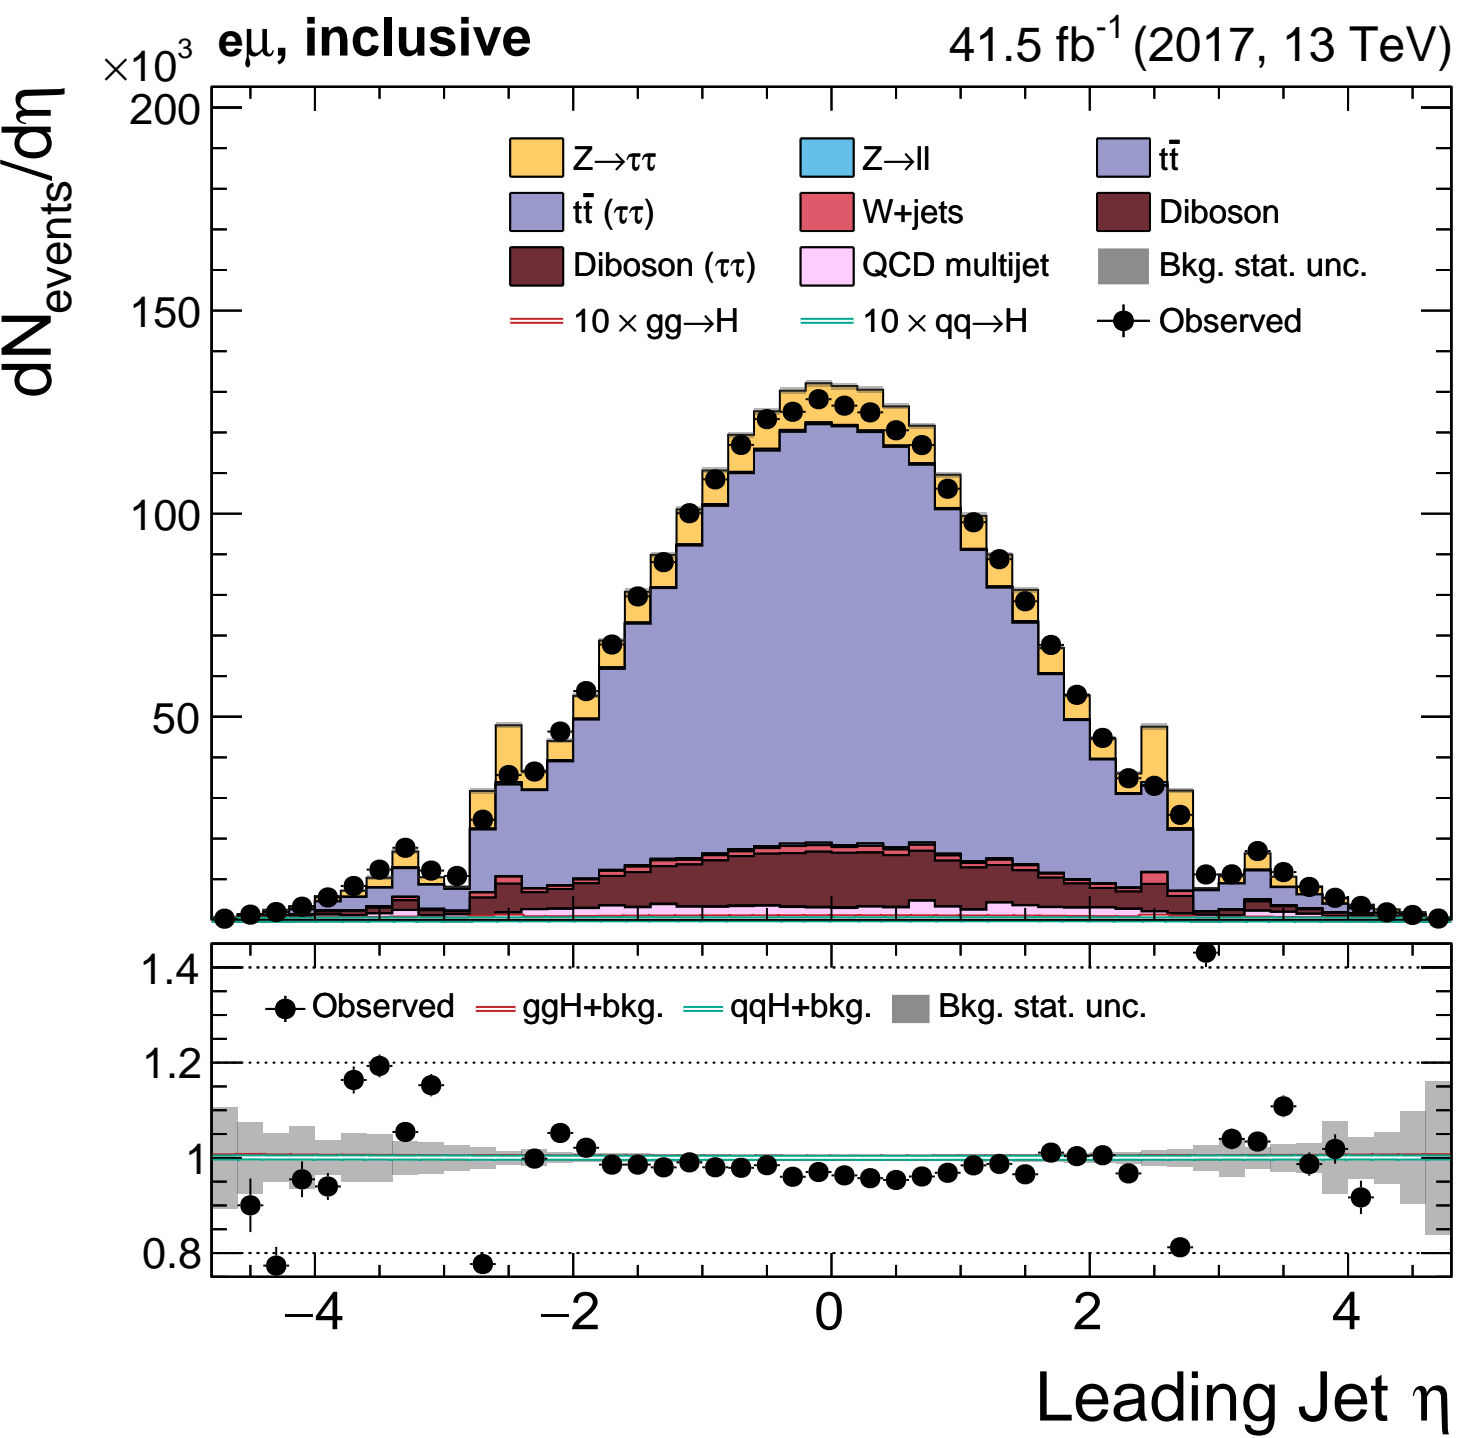 ×10³ eμ, inclusive 41.5 fb⁻¹ (2017, 13 TeV)
dN_events/dη
200
150
100
50
Z→ττ Z→ll tt̄
tt̄ (ττ) W+jets Diboson
Diboson (ττ) QCD multijet Bkg. stat. unc.
10 × gg→H 10 × qq→H Observed
1.4
1.2
1
0.8
Observed ggH+bkg. qqH+bkg. Bkg. stat. unc.
−4 −2 0 2 4
Leading Jet η